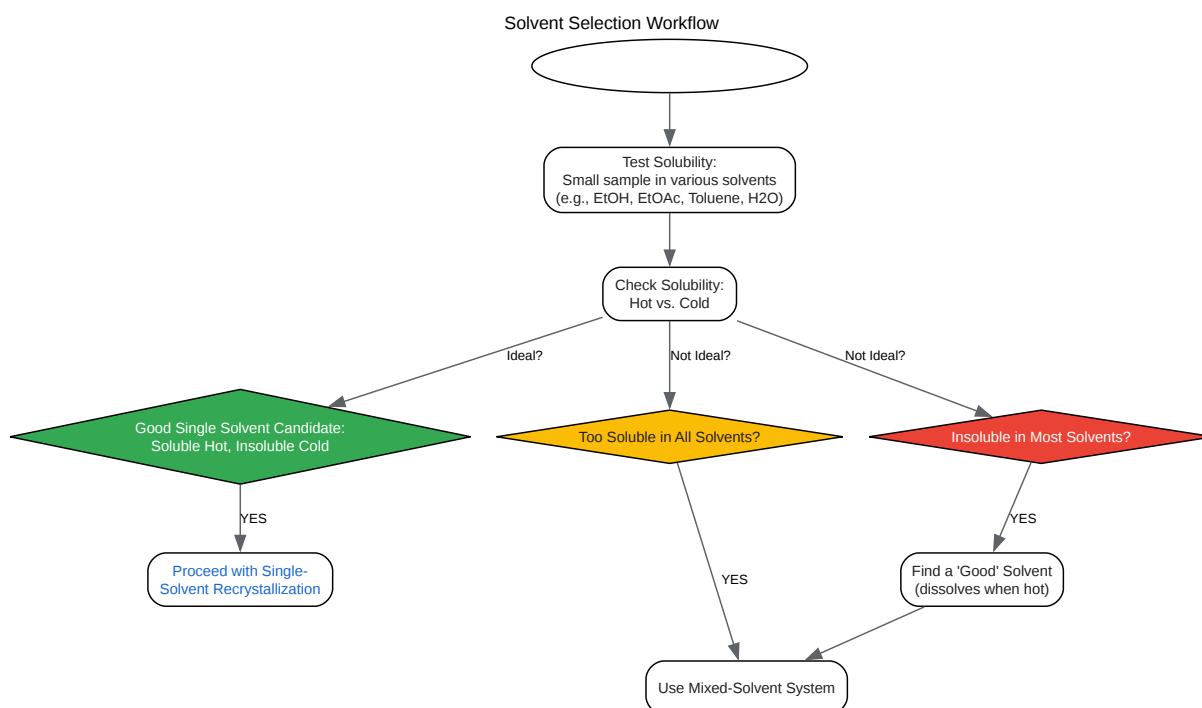 Solvent Selection Workflow
Test Solubility:
Small sample in various solvents
(e.g., EtOH, EtOAc, Toluene, H2O)
Check Solubility:
Hot vs. Cold
Ideal?
Not Ideal?
Not Ideal?
Good Single Solvent Candidate:
Soluble Hot, Insoluble Cold
Too Soluble in All Solvents?
Insoluble in Most Solvents?
YES
YES
YES
Proceed with Single-
Solvent Recrystallization
Find a 'Good' Solvent
(dissolves when hot)
Use Mixed-Solvent System